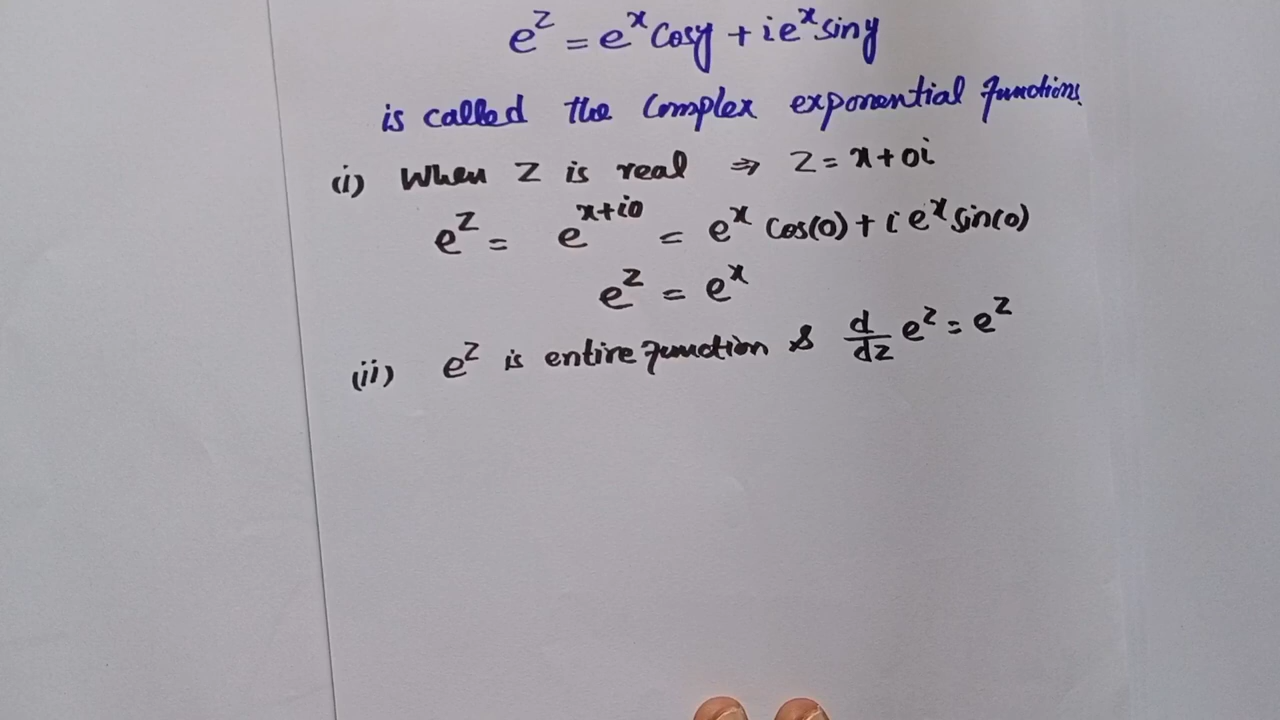 e^z = e^x Cosy + i e^x siny
is called the Complex exponential functions.
(i) When Z is real ⇒ Z = x + 0i
e^z = e^{x+i0} = e^x Cos(0) + i e^x Sin(0)
e^z = e^x
(ii) e^z is entire function & d/dz e^z = e^z